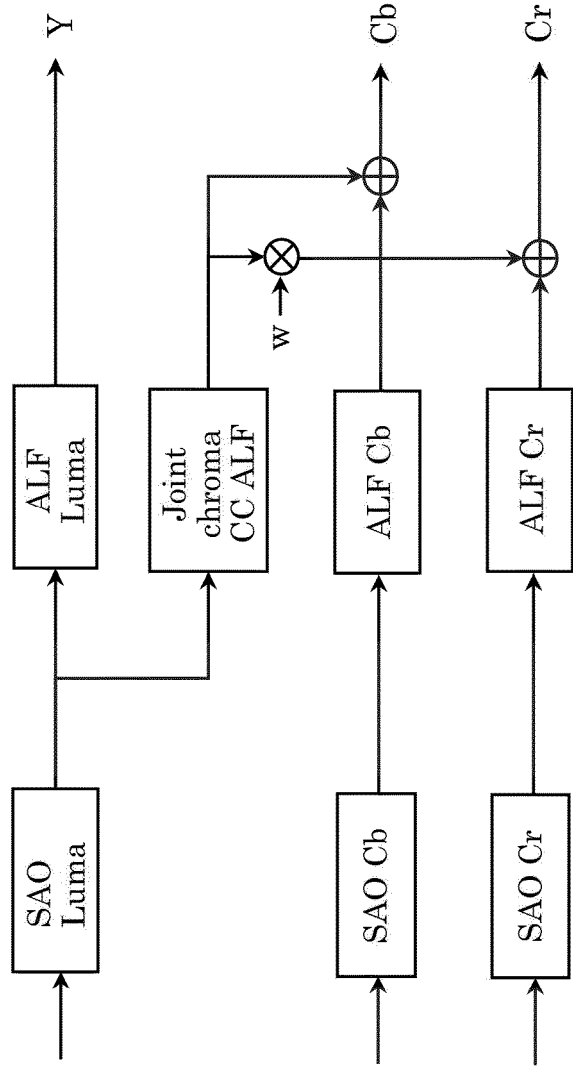 SAO
Luma
ALF
Luma
Y
Joint
chroma
CC ALF
w
SAO Cb
ALF Cb
Cb
SAO Cr
ALF Cr
Cr